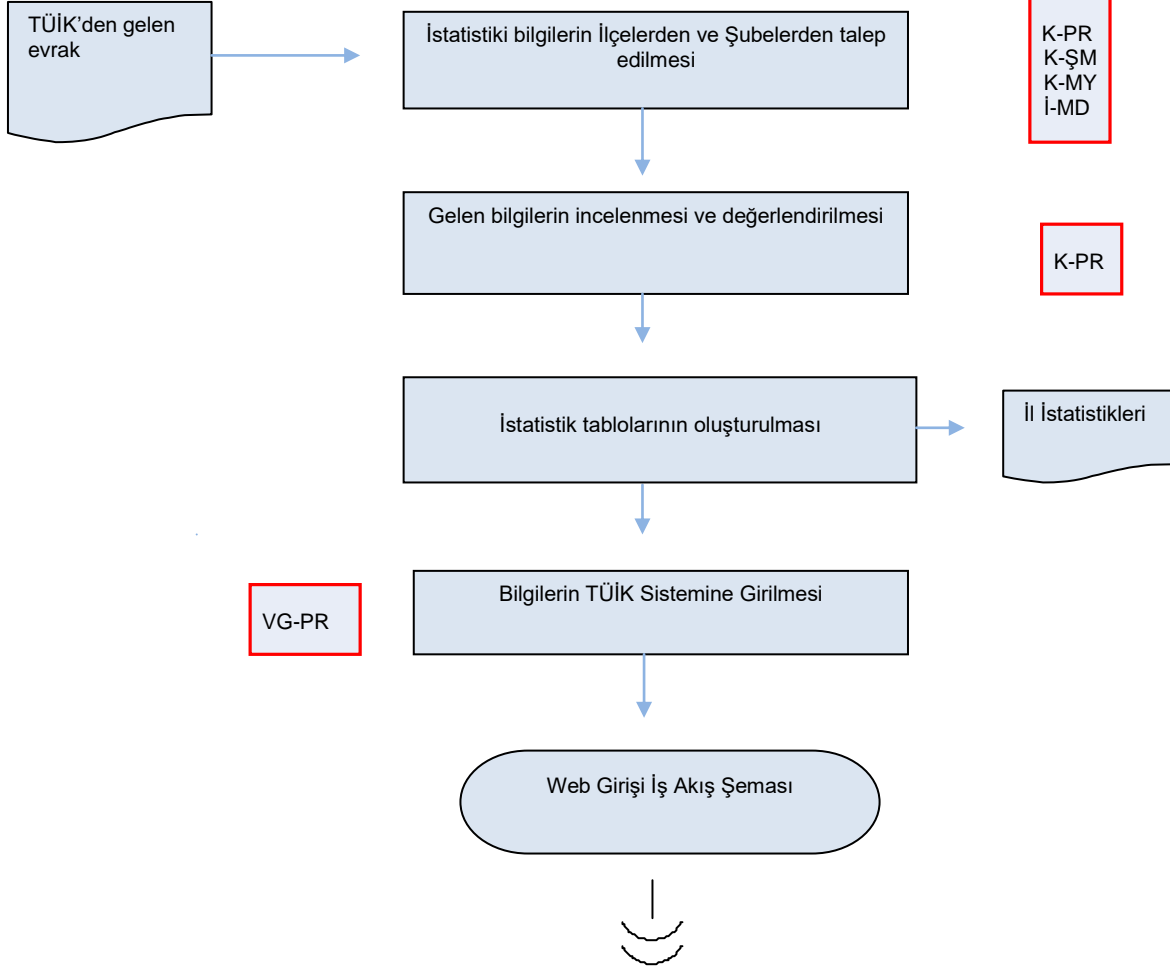 TÜİK’den gelen
evrak
İstatistiki bilgilerin İlçelerden ve Şubelerden talep
edilmesi
K-PR
K-ŞM
K-MY
İ-MD
Gelen bilgilerin incelenmesi ve değerlendirilmesi
K-PR
İstatistik tablolarının oluşturulması
İl İstatistikleri
Bilgilerin TÜİK Sistemine Girilmesi
VG-PR
Web Girişi İş Akış Şeması